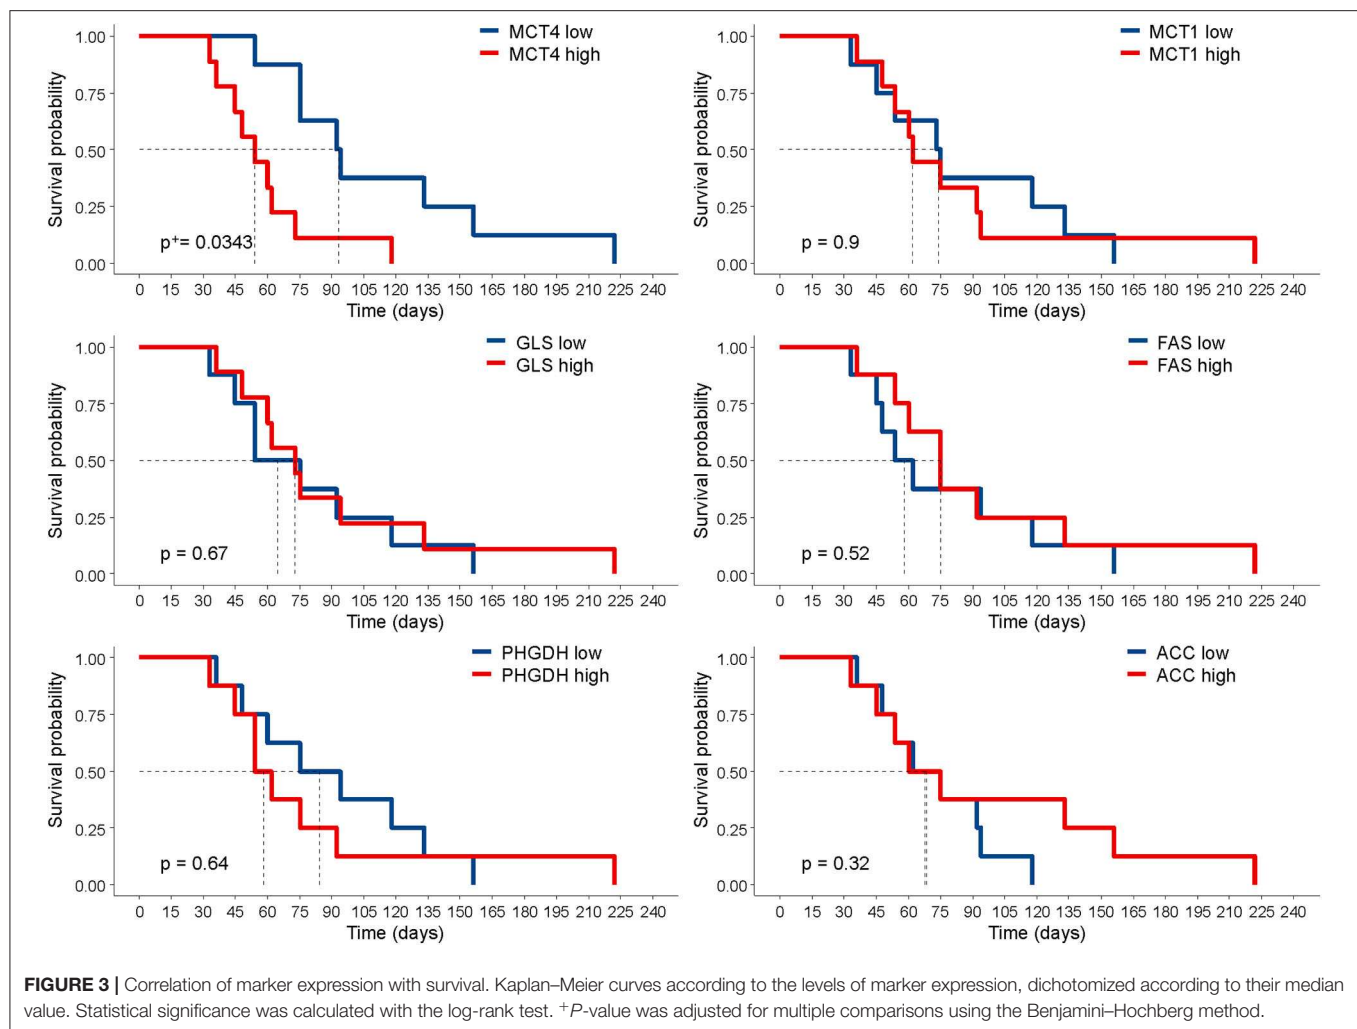 MCT4 low
MCT4 high
1.00
0.75
0.50
0.25
0.00
Survival probability
p+= 0.0343
0 15 30 45 60 75 90 105 120 135 150 165 180 195 210 225 240
Time (days)
MCT1 low
MCT1 high
1.00
0.75
0.50
0.25
0.00
Survival probability
p = 0.9
0 15 30 45 60 75 90 105 120 135 150 165 180 195 210 225 240
Time (days)
GLS low
GLS high
1.00
0.75
0.50
0.25
0.00
Survival probability
p = 0.67
0 15 30 45 60 75 90 105 120 135 150 165 180 195 210 225 240
Time (days)
FAS low
FAS high
1.00
0.75
0.50
0.25
0.00
Survival probability
p = 0.52
0 15 30 45 60 75 90 105 120 135 150 165 180 195 210 225 240
Time (days)
PHGDH low
PHGDH high
1.00
0.75
0.50
0.25
0.00
Survival probability
p = 0.64
0 15 30 45 60 75 90 105 120 135 150 165 180 195 210 225 240
Time (days)
ACC low
ACC high
1.00
0.75
0.50
0.25
0.00
Survival probability
p = 0.32
0 15 30 45 60 75 90 105 120 135 150 165 180 195 210 225 240
Time (days)
FIGURE 3 | Correlation of marker expression with survival. Kaplan–Meier curves according to the levels of marker expression, dichotomized according to their median
value. Statistical significance was calculated with the log-rank test. +P-value was adjusted for multiple comparisons using the Benjamini–Hochberg method.